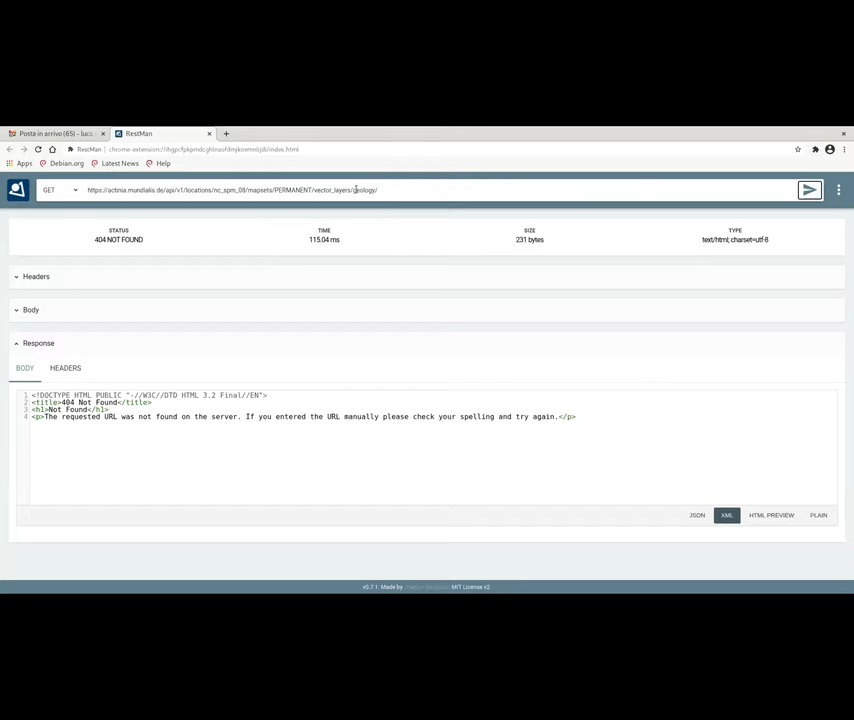 Posta in arrivo (65) - luca.
RestMan
RestMan
chrome-extension://ihgpcfpkpmdcghlnaofdmjkoemnlijdi/index.html
Apps
Debian.org
Latest News
Help
GET
https://actinia.mundialis.de/api/v1/locations/nc_spm_08/mapsets/PERMANENT/vector_layers/geology/
STATUS
TIME
SIZE
TYPE
404 NOT FOUND
115.04 ms
231 bytes
text/html; charset=utf-8
Headers
Body
Response
BODY
HEADERS
1 <!DOCTYPE HTML PUBLIC "-//W3C//DTD HTML 3.2 Final//EN">
2 <title>404 Not Found</title>
3 <h1>Not Found</h1>
4 <p>The requested URL was not found on the server. If you entered the URL manually please check your spelling and try again.</p>
JSON
XML
HTML PREVIEW
PLAIN
v0.7.1 Made by
MIT License v2